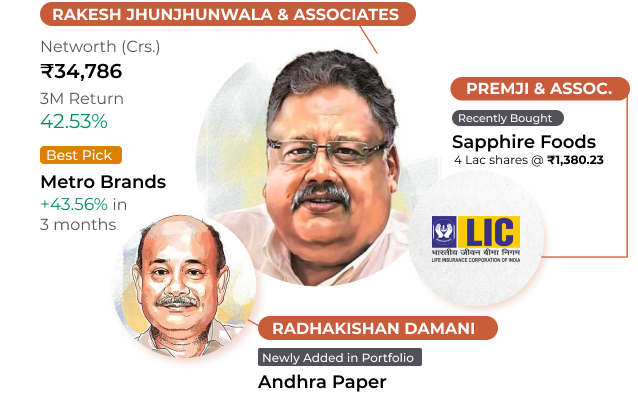 RAKESH JHUNJHUNWALA & ASSOCIATES
Networth (Crs.)
₹34,786
3M Return
42.53%
Best Pick
Metro Brands
+43.56% in
3 months
PREMJI & ASSOC.
Recently Bought
Sapphire Foods
4 Lac shares @ ₹1,380.23
LIC
भारतीय जीवन बीमा निगम
LIFE INSURANCE CORPORATION OF INDIA
RADHAKISHAN DAMANI
Newly Added in Portfolio
Andhra Paper